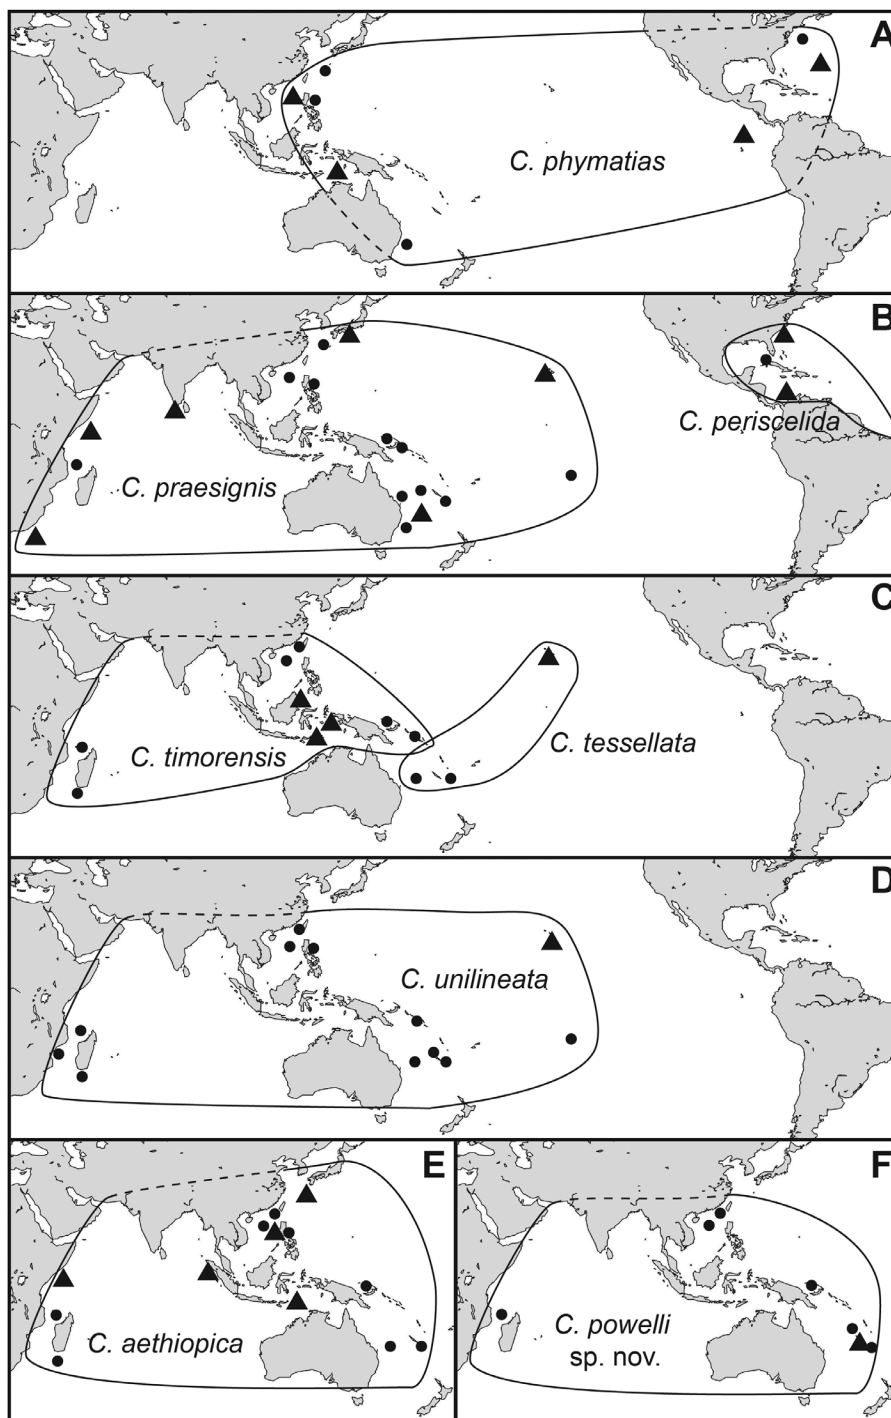 A
C. phymatias
B
C. periscelida
C. praesignis
C
C. timorensis
C. tessellata
D
C. unilineata
E
C. aethiopica
F
C. powelli
sp. nov.